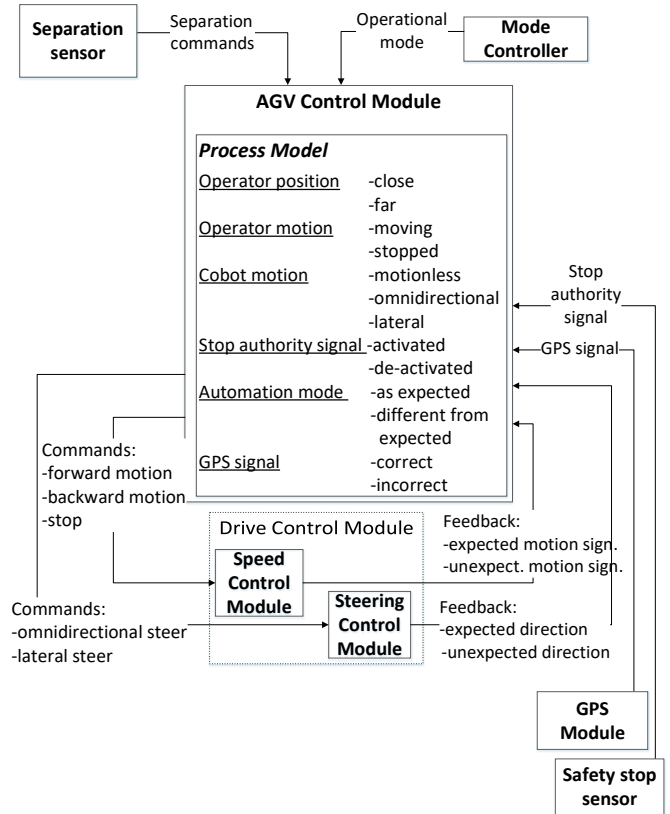 Separation
sensor
Separation
commands
Operational
mode
Mode
Controller
AGV Control Module
Process Model
Operator position -close
-far
Operator motion -moving
-stopped
Cobot motion -motionless
-omnidirectional
-lateral
Stop authority signal -activated
-de-activated
Automation mode -as expected
-different from
expected
GPS signal -correct
-incorrect
Stop
authority
signal
GPS signal
Commands:
-forward motion
-backward motion
-stop
Drive Control Module
Speed
Control
Module
Feedback:
-expected motion sign.
-unexpect. motion sign.
Commands:
-omnidirectional steer
-lateral steer
Steering
Control
Module
Feedback:
-expected direction
-unexpected direction
GPS
Module
Safety stop
sensor